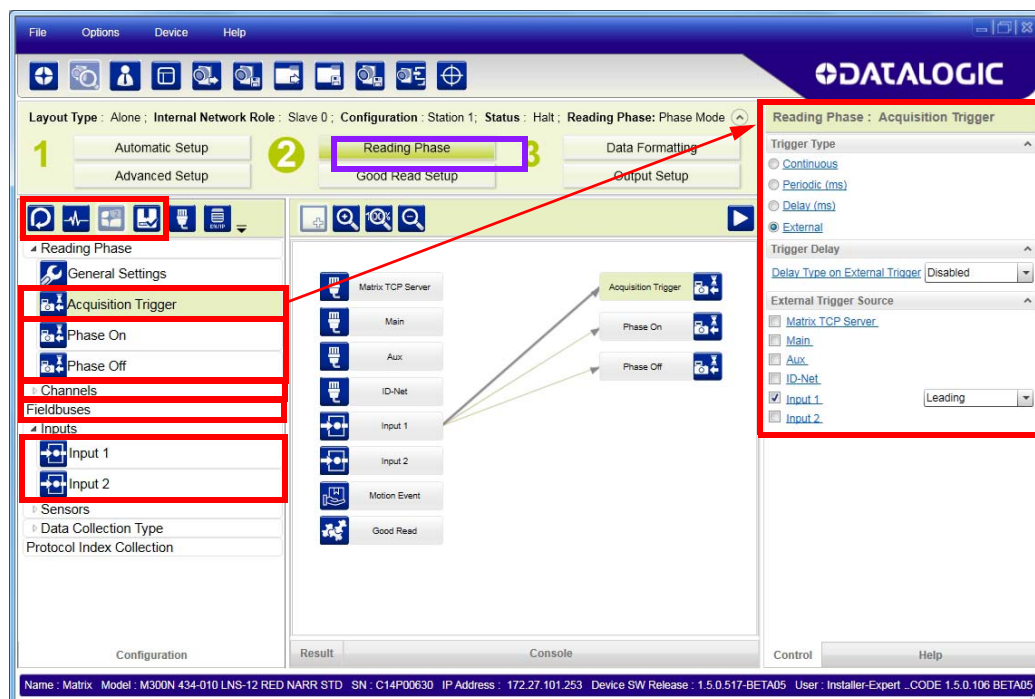 File Options Device Help
DATALOGIC
Layout Type : Alone ; Internal Network Role : Slave 0 ; Configuration : Station 1; Status : Halt ; Reading Phase: Phase Mode
1 Automatic Setup 2 Reading Phase 3 Data Formatting
Advanced Setup Good Read Setup Output Setup
Reading Phase : Acquisition Trigger
Trigger Type
Continuous
Periodic (ms)
Delay (ms)
External
Trigger Delay
Delay Type on External Trigger Disabled
External Trigger Source
Matrix TCP Server
Main
Aux
ID-Net
Input 1 Leading
Input 2
EN/IP
100%
Reading Phase
General Settings
Acquisition Trigger
Phase On
Phase Off
Channels
Fieldbuses
Inputs
Input 1
Input 2
Sensors
Data Collection Type
Protocol Index Collection
Matrix TCP Server
Main
Aux
ID-Net
Input 1
Input 2
Motion Event
Good Read
Acquisition Trigger
Phase On
Phase Off
Configuration
Result Console
Control Help
Name : Matrix Model : M300N 434-010 LNS-12 RED NARR STD SN : C14P00630 IP Address : 172.27.101.253 Device SW Release : 1.5.0.517-BETA05 User : Installer-Expert ..CODE 1.5.0.106 BETA05